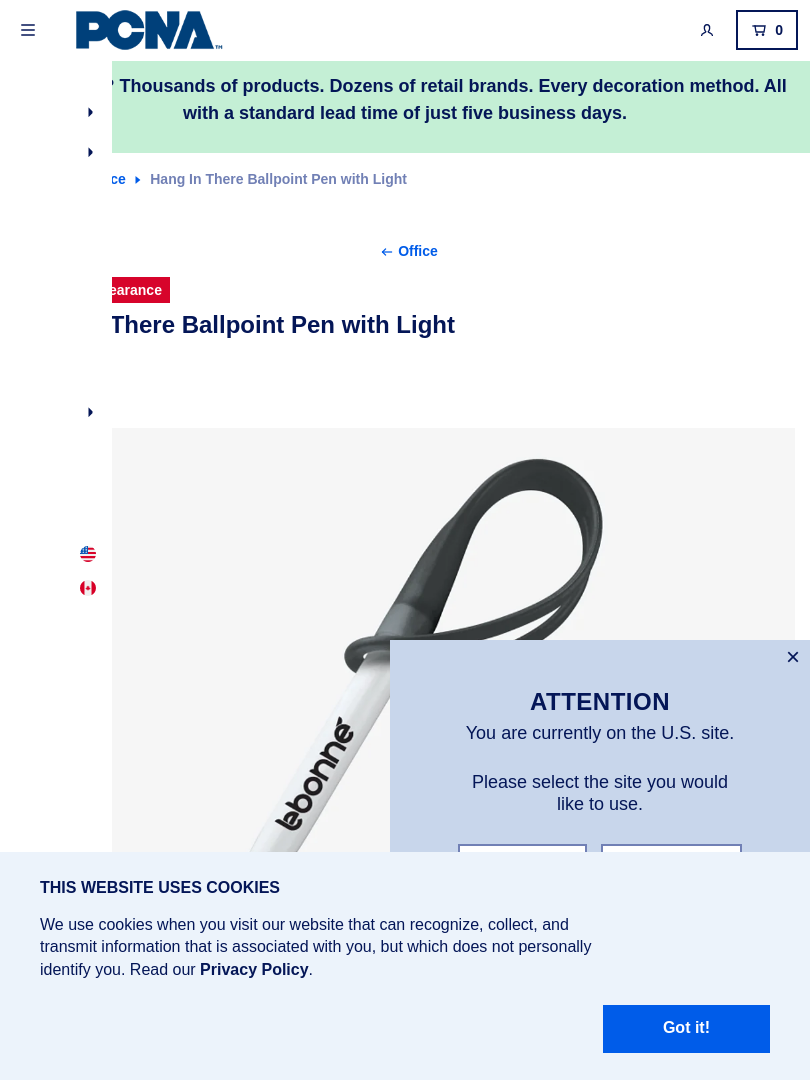 PCNA™
0
? Thousands of products. Dozens of retail brands. Every decoration method. All
with a standard lead time of just five business days.
Hang In There Ballpoint Pen with Light
Office
There Ballpoint Pen with Light
lebonné
ATTENTION
You are currently on the U.S. site.
Please select the site you would
like to use.
THIS WEBSITE USES COOKIES
We use cookies when you visit our website that can recognize, collect, and
transmit information that is associated with you, but which does not personally
identify you. Read our Privacy Policy.
Got it!